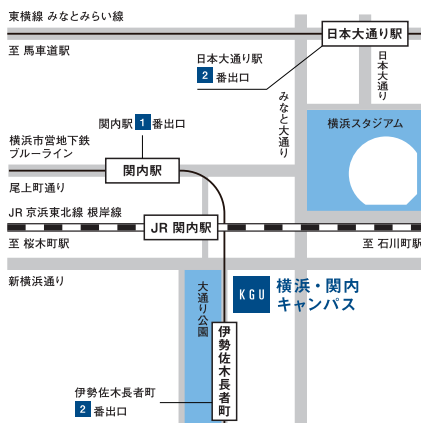 東横線 みなとみらい線
日本大通り駅
至 馬車道駅
日本大通り駅
2 番出口
日本大通り
みなと大通り
関内駅 1 番出口
横浜スタジアム
横浜市営地下鉄
ブルーライン
関内駅
尾上町通り
JR 京浜東北線 根岸線
JR 関内駅
至 桜木町駅
至 石川町駅
新横浜通り
大通り公園
KGU
横浜・関内
キャンパス
伊勢佐木長者町
伊勢佐木長者町
2 番出口